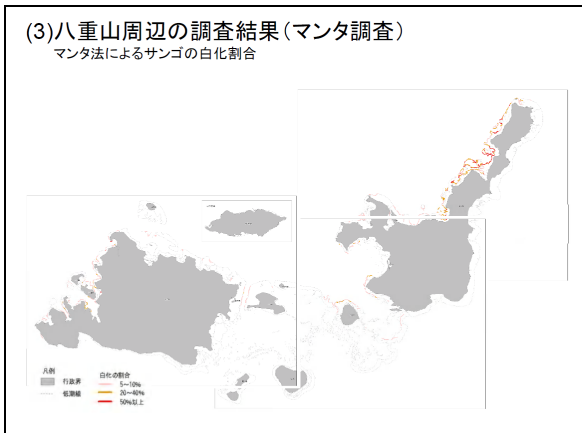 (3)八重山周辺の調査結果(マンタ調査)
マンタ法によるサンゴの白化割合
凡例
行政界
低潮線
白化の割合
5~10%
20~40%
50%以上